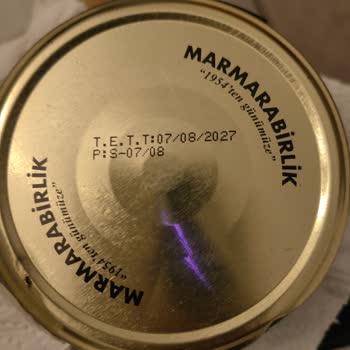 MARMARABİRLİK
"1954'ten günümüze"
T.E.T.T:07/08/2027
P:S-07/08
MARMARABİRLİK
"1954'ten günümüze"